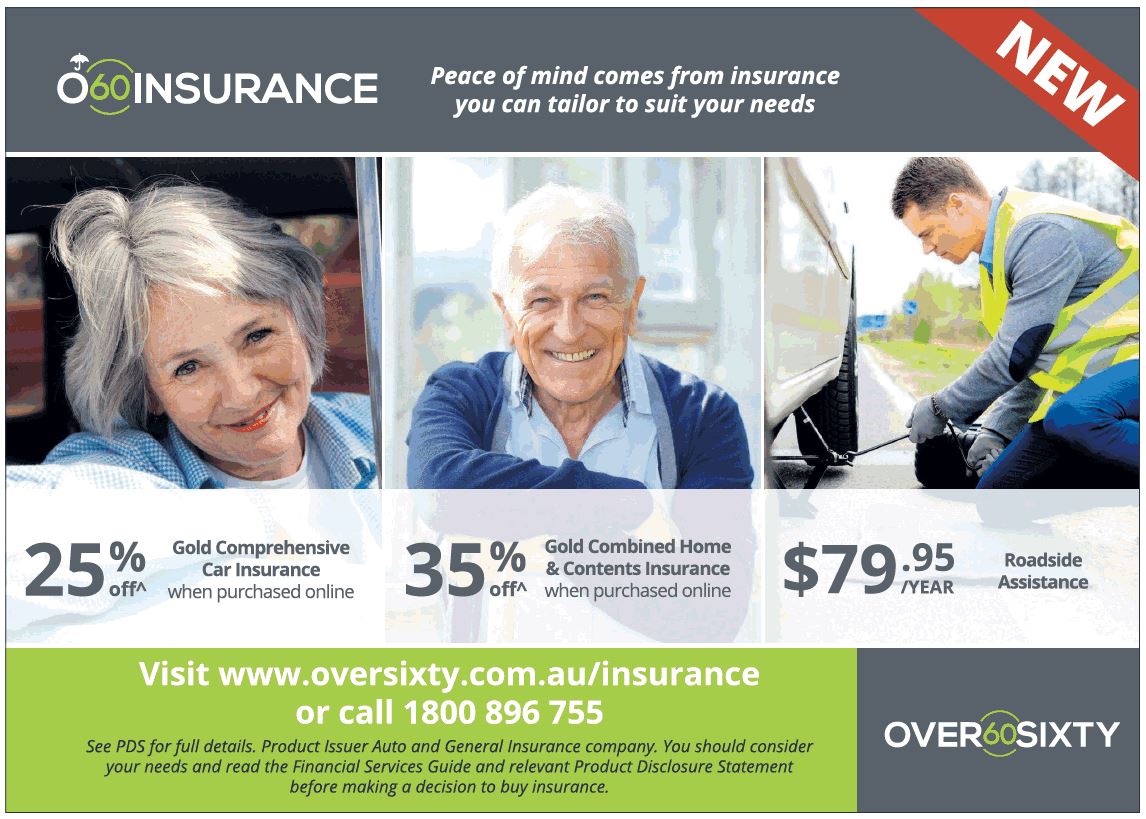 O60INSURANCE
Peace of mind comes from insurance
you can tailor to suit your needs
NEW
25% off^
Gold Comprehensive
Car Insurance
when purchased online
35% off^
Gold Combined Home
& Contents Insurance
when purchased online
$79.95 /YEAR
Roadside
Assistance
Visit www.oversixty.com.au/insurance
or call 1800 896 755
See PDS for full details. Product Issuer Auto and General Insurance company. You should consider
your needs and read the Financial Services Guide and relevant Product Disclosure Statement
before making a decision to buy insurance.
OVER60SIXTY